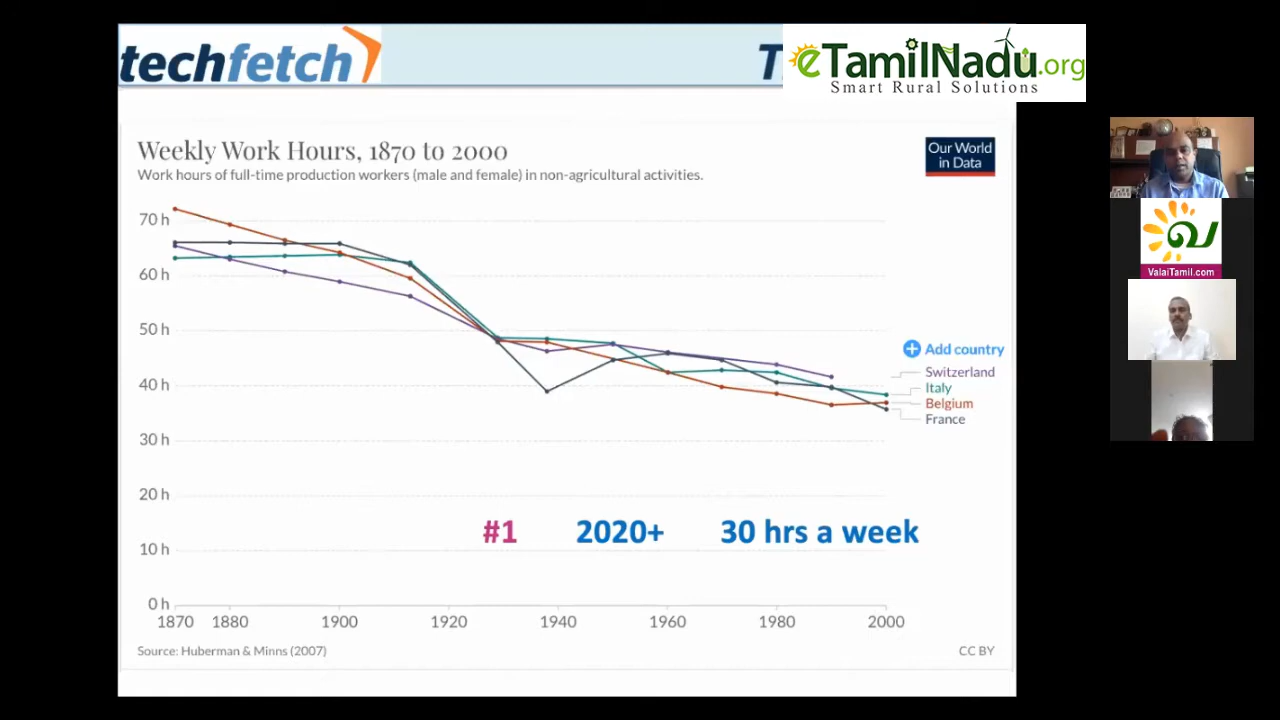 techfetch
T
eTamilNadu.org
Smart Rural Solutions
Weekly Work Hours, 1870 to 2000
Work hours of full-time production workers (male and female) in non-agricultural activities.
Our World
in Data
70 h
60 h
50 h
40 h
30 h
20 h
10 h
0 h
Add country
Switzerland
Italy
Belgium
France
#1 2020+ 30 hrs a week
1870 1880 1900 1920 1940 1960 1980 2000
Source: Huberman & Minns (2007)
CC BY
வ
ValaiTamil.com